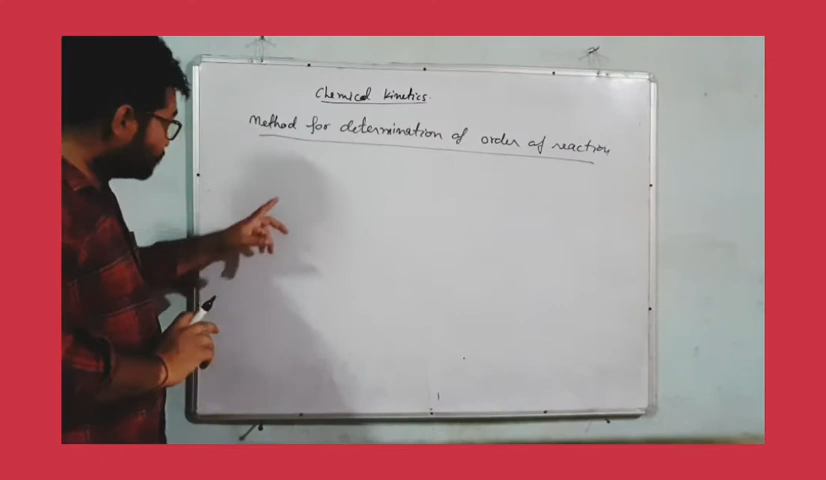 Chemical Kinetics.
Method for determination of order of reaction